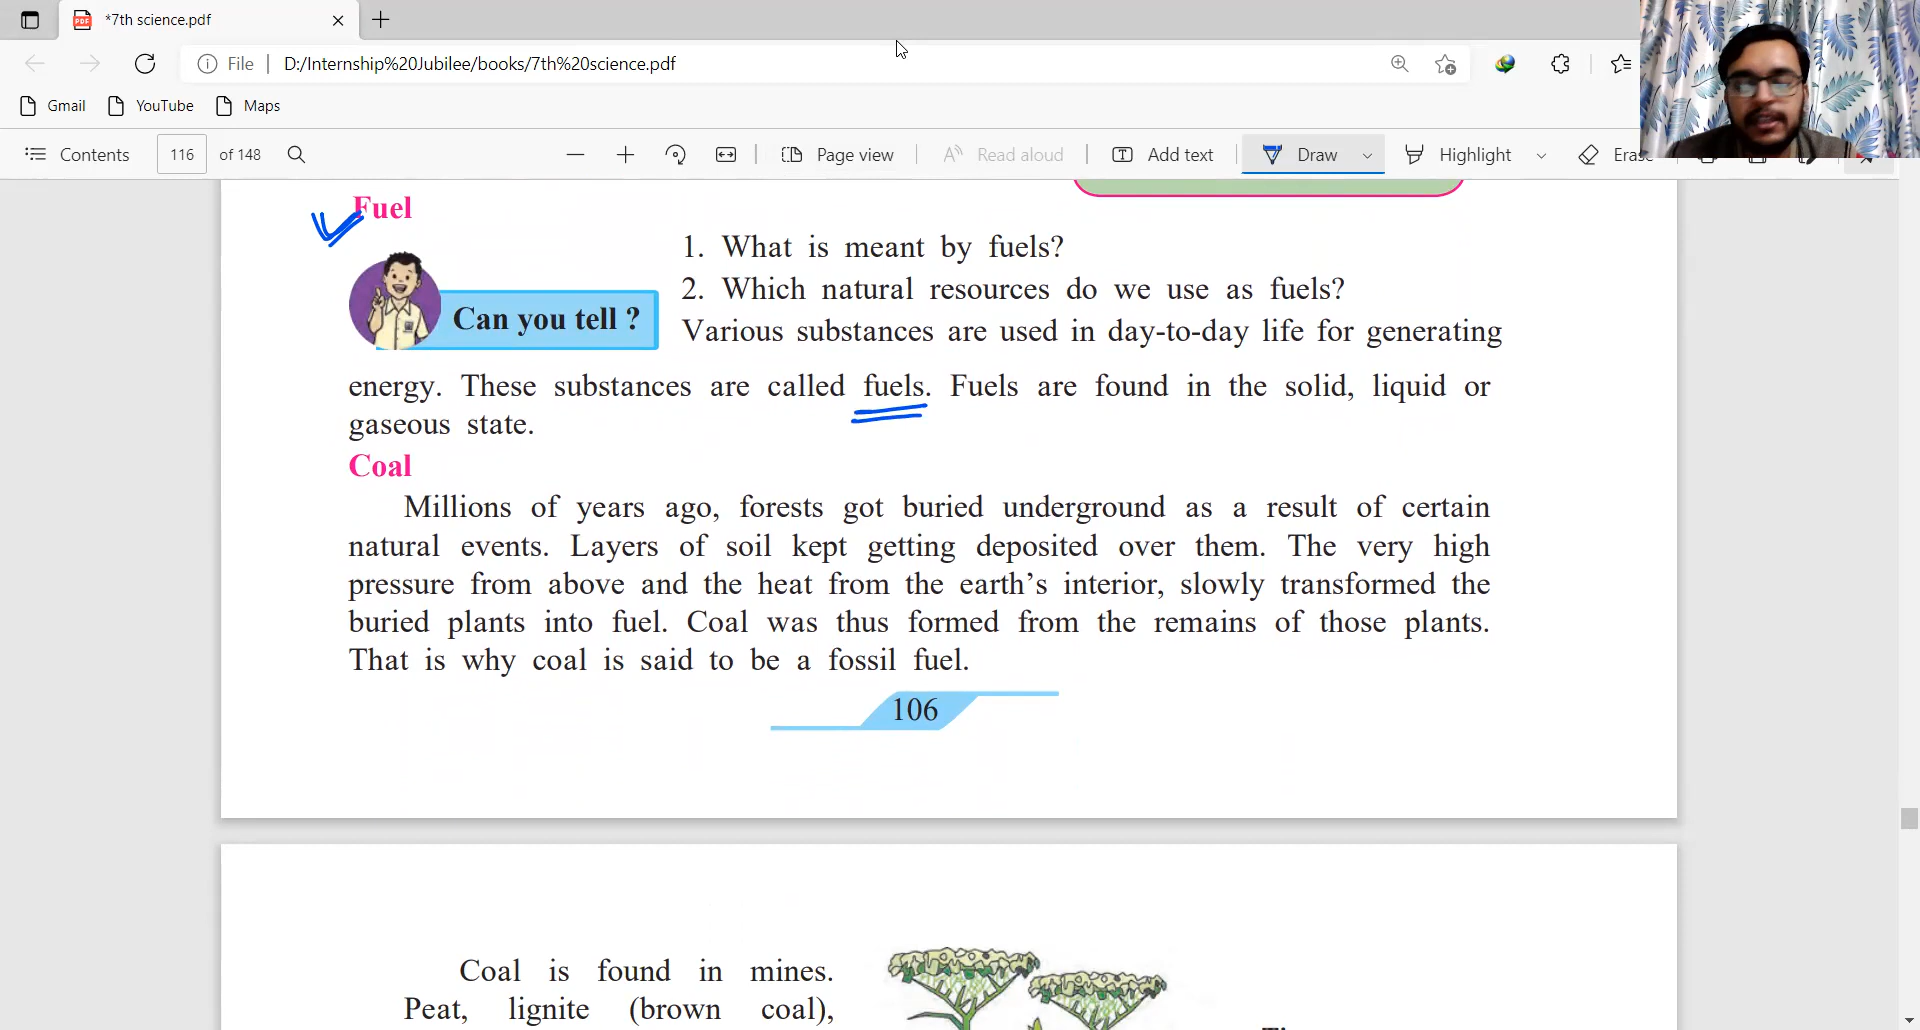 *7th science.pdf
File
D:/Internship%20Jubilee/books/7th%20science.pdf
Gmail YouTube Maps
Contents 116 of 148 Page view Read aloud Add text Draw Highlight Erase
Fuel
1. What is meant by fuels?
2. Which natural resources do we use as fuels?
Can you tell ?
Various substances are used in day-to-day life for generating
energy. These substances are called fuels. Fuels are found in the solid, liquid or
gaseous state.
Coal
Millions of years ago, forests got buried underground as a result of certain
natural events. Layers of soil kept getting deposited over them. The very high
pressure from above and the heat from the earth's interior, slowly transformed the
buried plants into fuel. Coal was thus formed from the remains of those plants.
That is why coal is said to be a fossil fuel.
106
Coal is found in mines.
Peat, lignite (brown coal),